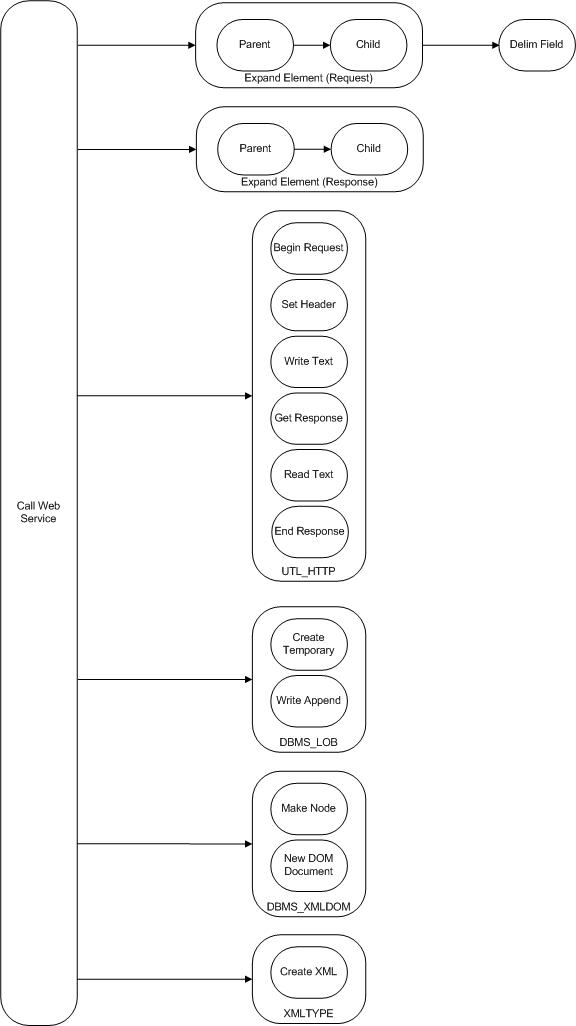 Parent
Child
Delim Field
Expand Element (Request)
Parent
Child
Expand Element (Response)
Begin Request
Set Header
Write Text
Get Response
Read Text
Call Web
Service
End Response
UTL_HTTP
Create
Temporary
Write Append
DBMS_LOB
Make Node
New DOM
Document
DBMS_XMLDOM
Create XML
XMLTYPE